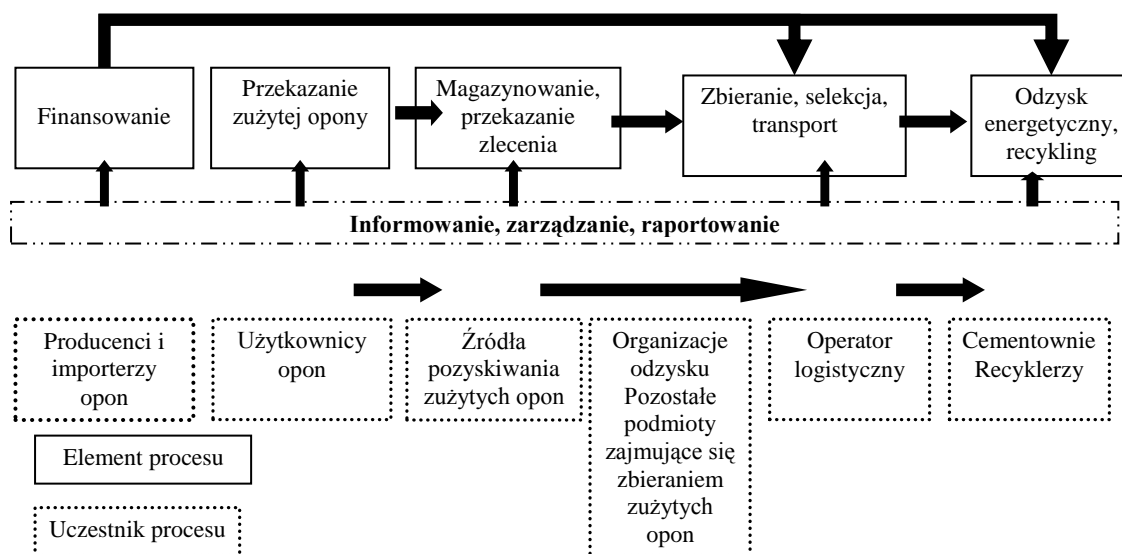 Finansowanie
Przekazanie
zużytej opony
Magazynowanie,
przekazanie
zlecenia
Zbieranie, selekcja,
transport
Odzysk
energetyczny,
recykling
Informowanie, zarządzanie, raportowanie
Producenci i
importerzy
opon
Użytkownicy
opon
Źródła
pozyskiwania
zużytych opon
Organizacje
odzysku
Pozostałe
podmioty
zajmujące się
zbieraniem
zużytych
opon
Operator
logistyczny
Cementownie
Recyklerzy
Element procesu
Uczestnik procesu